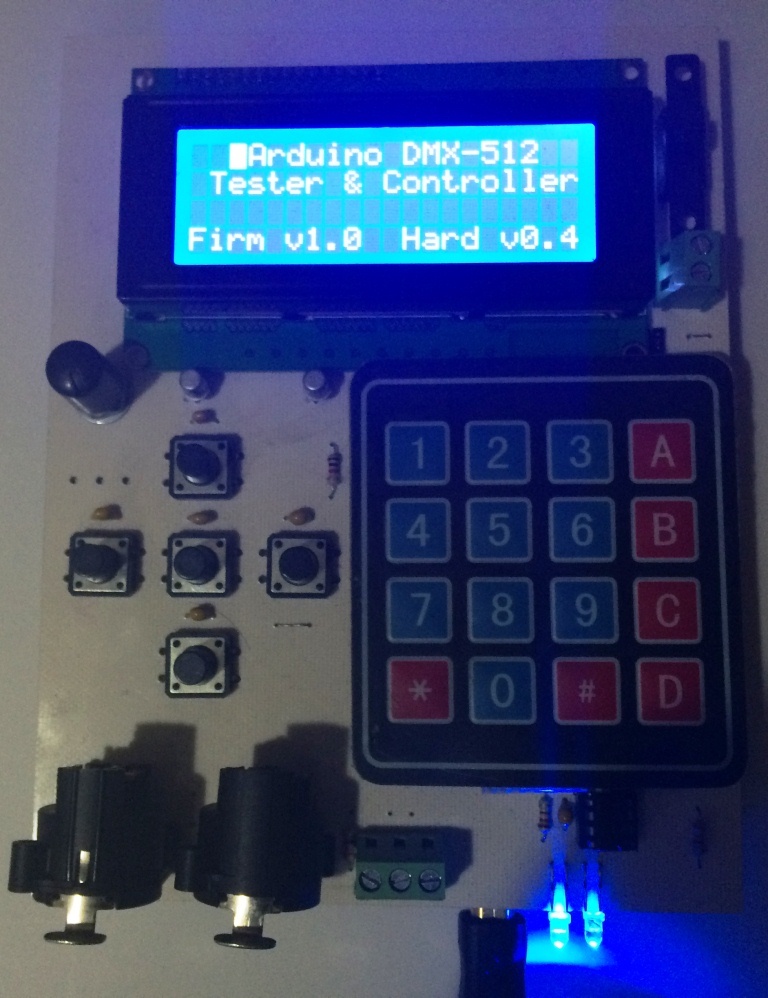 Arduino DMX-512
Tester & Controller
Firm v1.0 Hard v0.4
1 2 3 A
4 5 6 B
7 8 9 C
* 0 # D